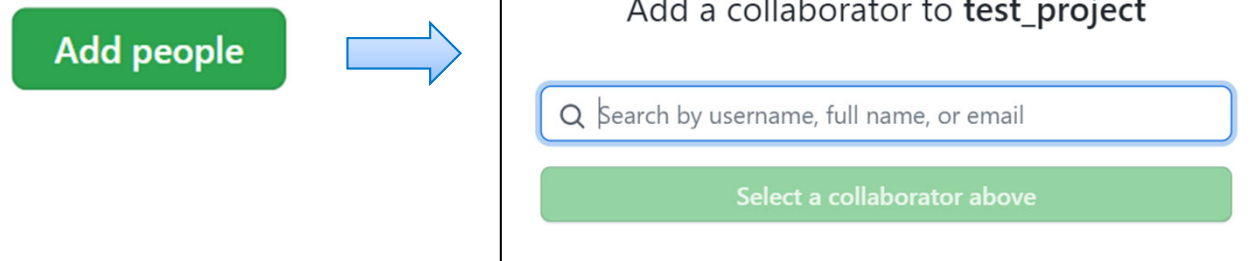 Add people
Add a collaborator to test_project
Search by username, full name, or email
Select a collaborator above